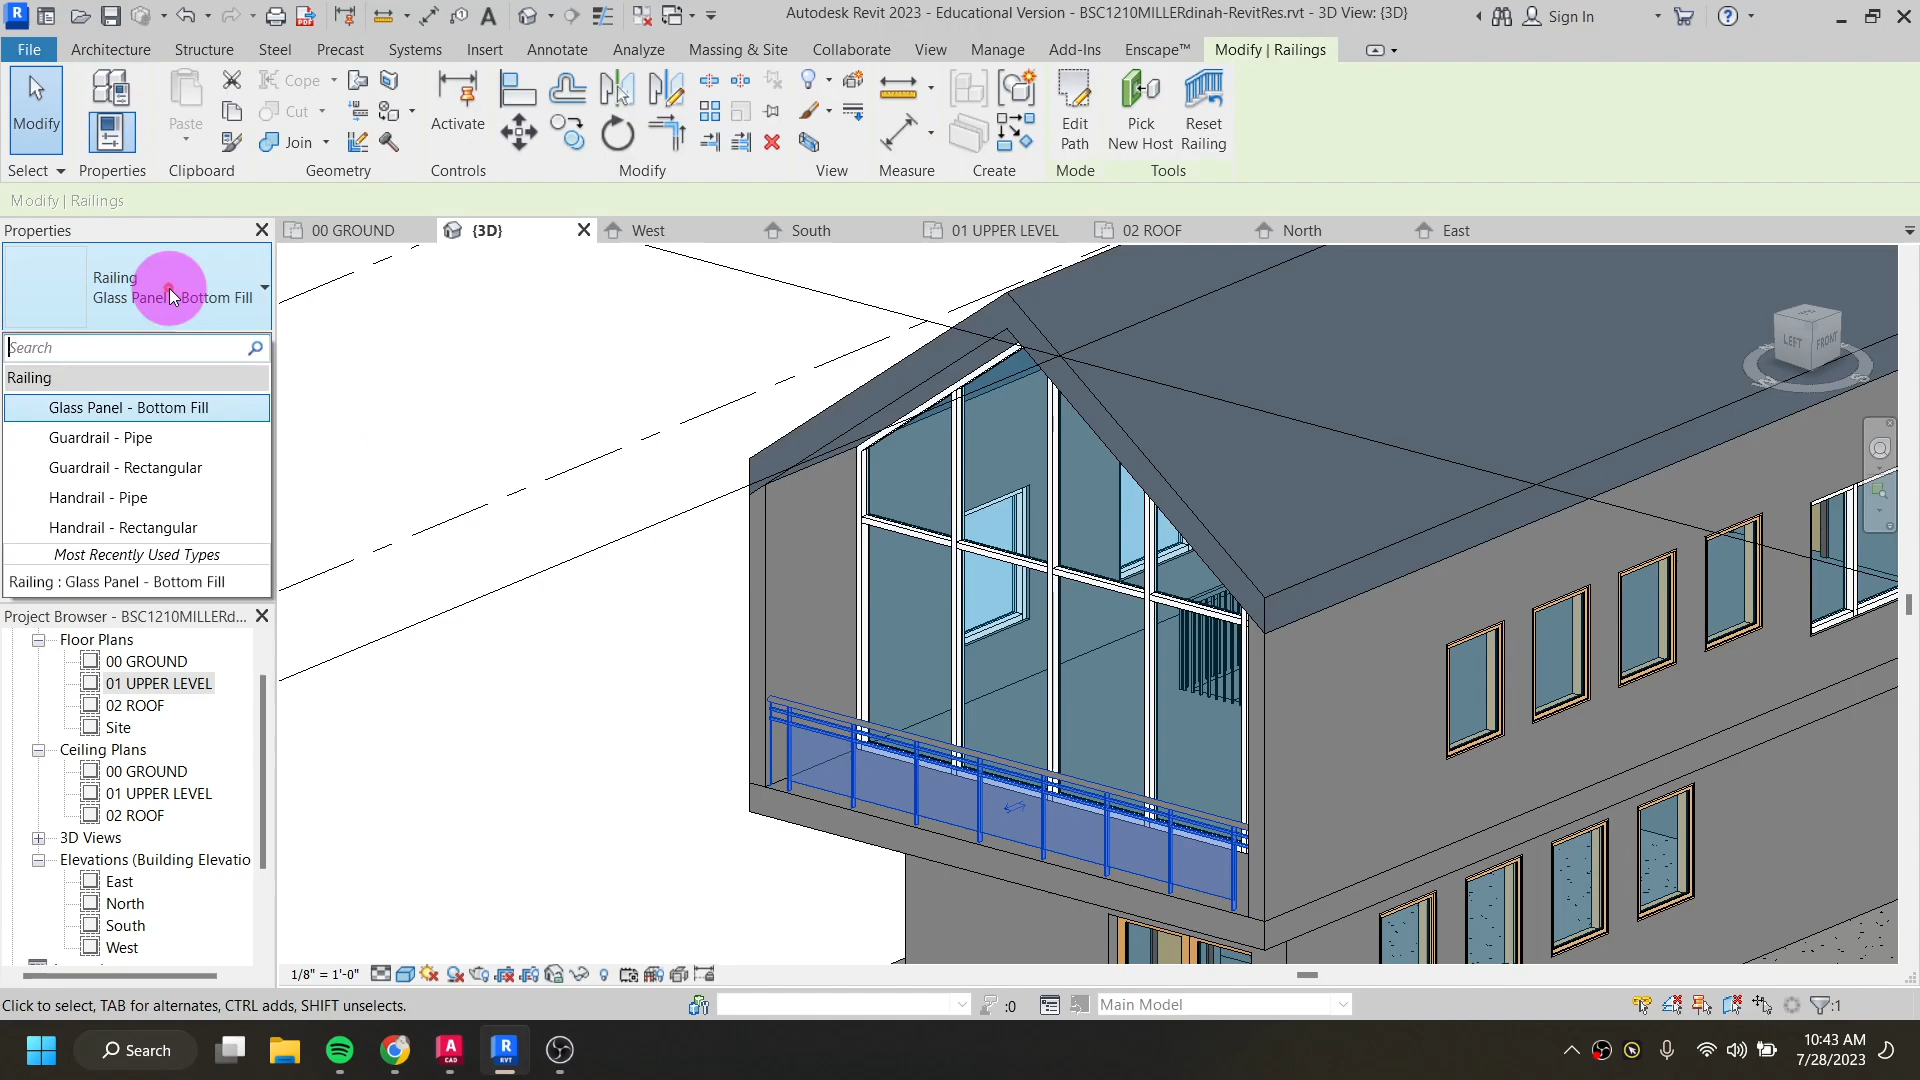 Autodesk Revit 2023 - Educational Version - BSC1210MILLERdinah-RevitRes.rvt - 3D View: {3D}
Sign In
File Architecture Structure Steel Precast Systems Insert Annotate Analyze Massing & Site Collaborate View Manage Add-Ins Enscape™ Modify | Railings
Modify
Paste
Cope
Cut
Join
Activate
Edit Path
Pick New Host
Reset Railing
Select Properties Clipboard Geometry Controls Modify View Measure Create Mode Tools
Modify | Railings
Properties
00 GROUND {3D} West South 01 UPPER LEVEL 02 ROOF North East
Railing
Glass Panel - Bottom Fill
Search
Railing
Glass Panel - Bottom Fill
Guardrail - Pipe
Guardrail - Rectangular
Handrail - Pipe
Handrail - Rectangular
Most Recently Used Types
Railing : Glass Panel - Bottom Fill
Project Browser - BSC1210MILLERd...
Floor Plans
00 GROUND
01 UPPER LEVEL
02 ROOF
Site
Ceiling Plans
00 GROUND
01 UPPER LEVEL
02 ROOF
3D Views
Elevations (Building Elevatio
East
North
South
West
LEFT FRONT
1/8" = 1'-0"
Click to select, TAB for alternates, CTRL adds, SHIFT unselects.
:0
Main Model
:1
Search
10:43 AM
7/28/2023